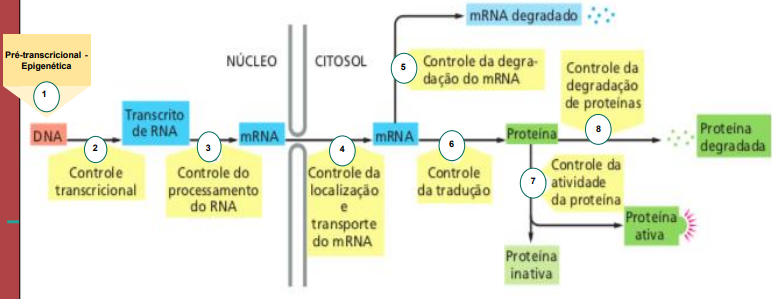 Pré-transcricional -
Epigenética
1
DNA
2
Controle
transcricional
Transcrito
de RNA
3
Controle do
processamento
do RNA
mRNA
NÚCLEO
CITOSOL
4
Controle da
localização
e
transporte
do mRNA
mRNA
5
Controle da degra-
dação do mRNA
mRNA degradado
6
Controle
da tradução
Proteína
7
Controle da
atividade
da proteína
Proteína
inativa
Proteína
ativa
Controle da
degradação
de proteínas
8
Proteína
degradada